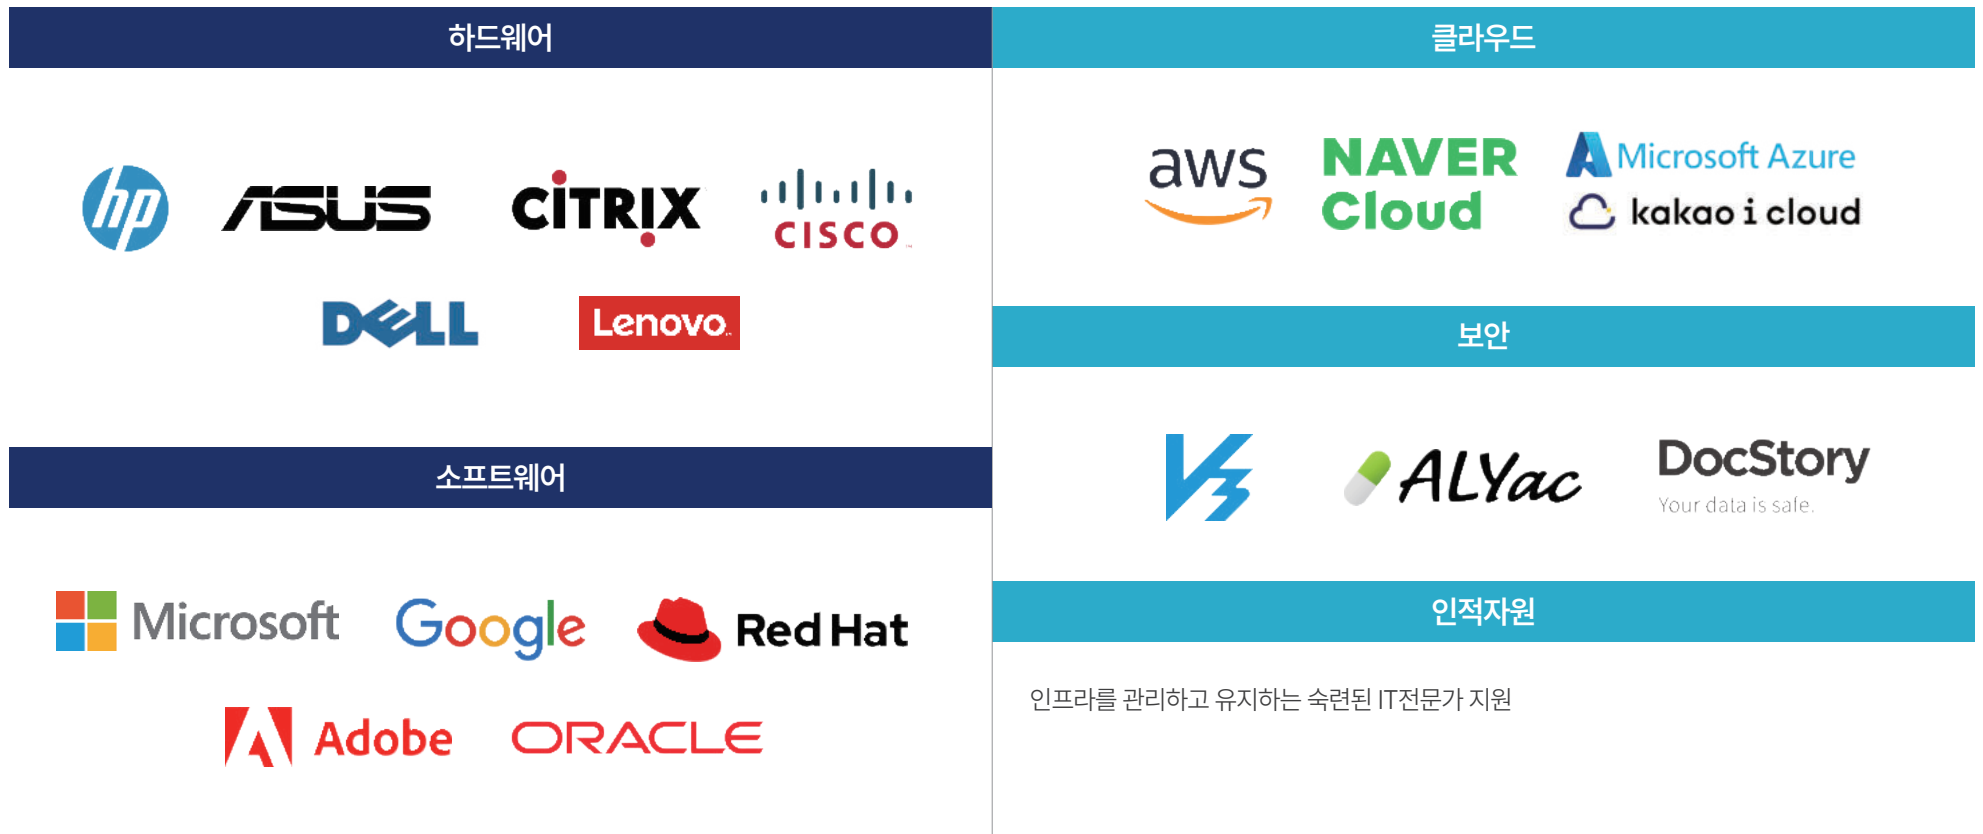 하드웨어
hp ASUS CiTRIX CISCO
DELL Lenovo
소프트웨어
Microsoft Google Red Hat
Adobe ORACLE
클라우드
aws NAVER Cloud Microsoft Azure
kakao i cloud
보안
V3 ALYac DocStory
Your data is safe.
인적자원
인프라를 관리하고 유지하는 숙련된 IT전문가 지원